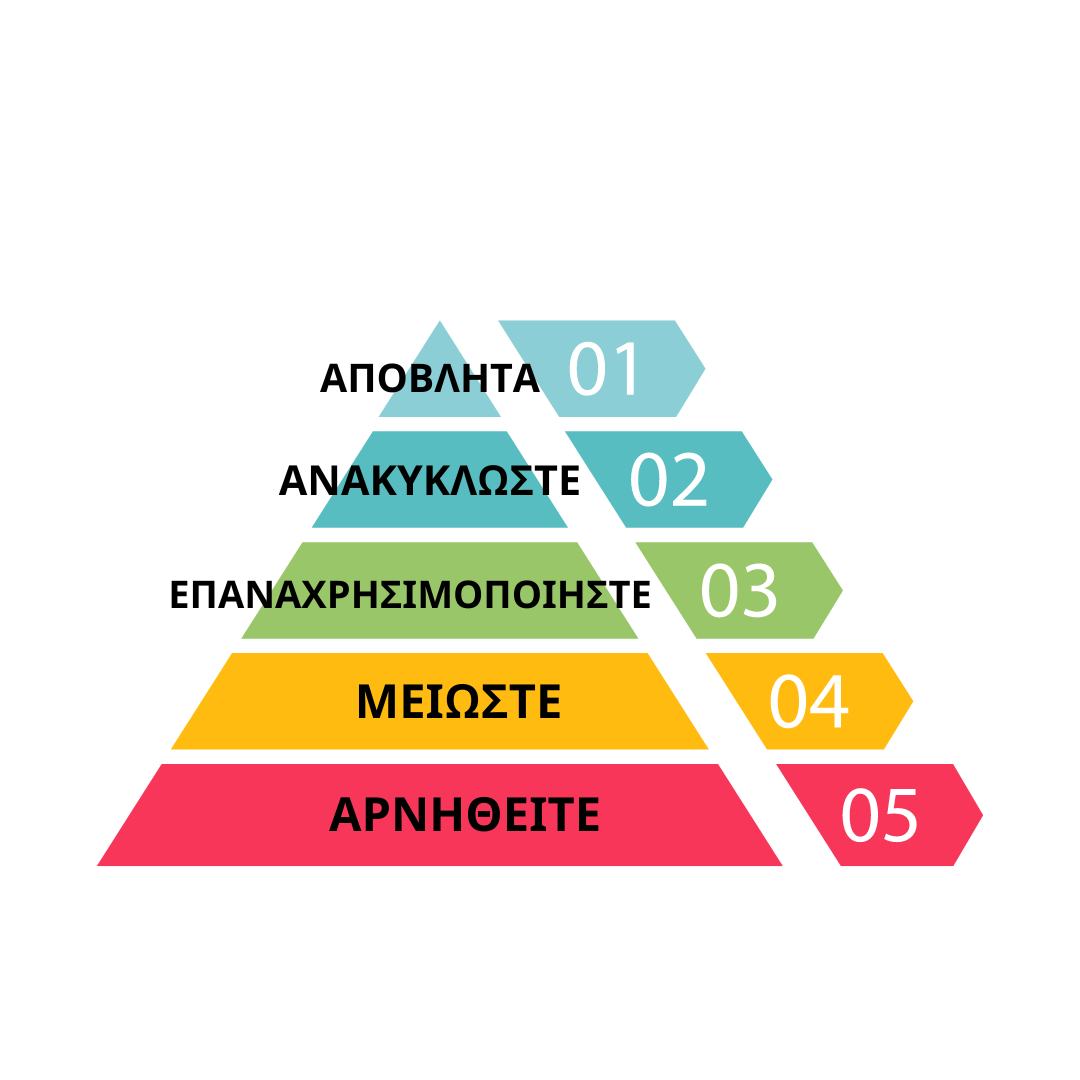 ΑΠΟΒΛΗΤΑ 01
ΑΝΑΚΥΚΛΩΣΤΕ 02
ΕΠΑΝΑΧΡΗΣΙΜΟΠΟΙΗΣΤΕ 03
ΜΕΙΩΣΤΕ 04
ΑΡΝΗΘΕΙΤΕ 05